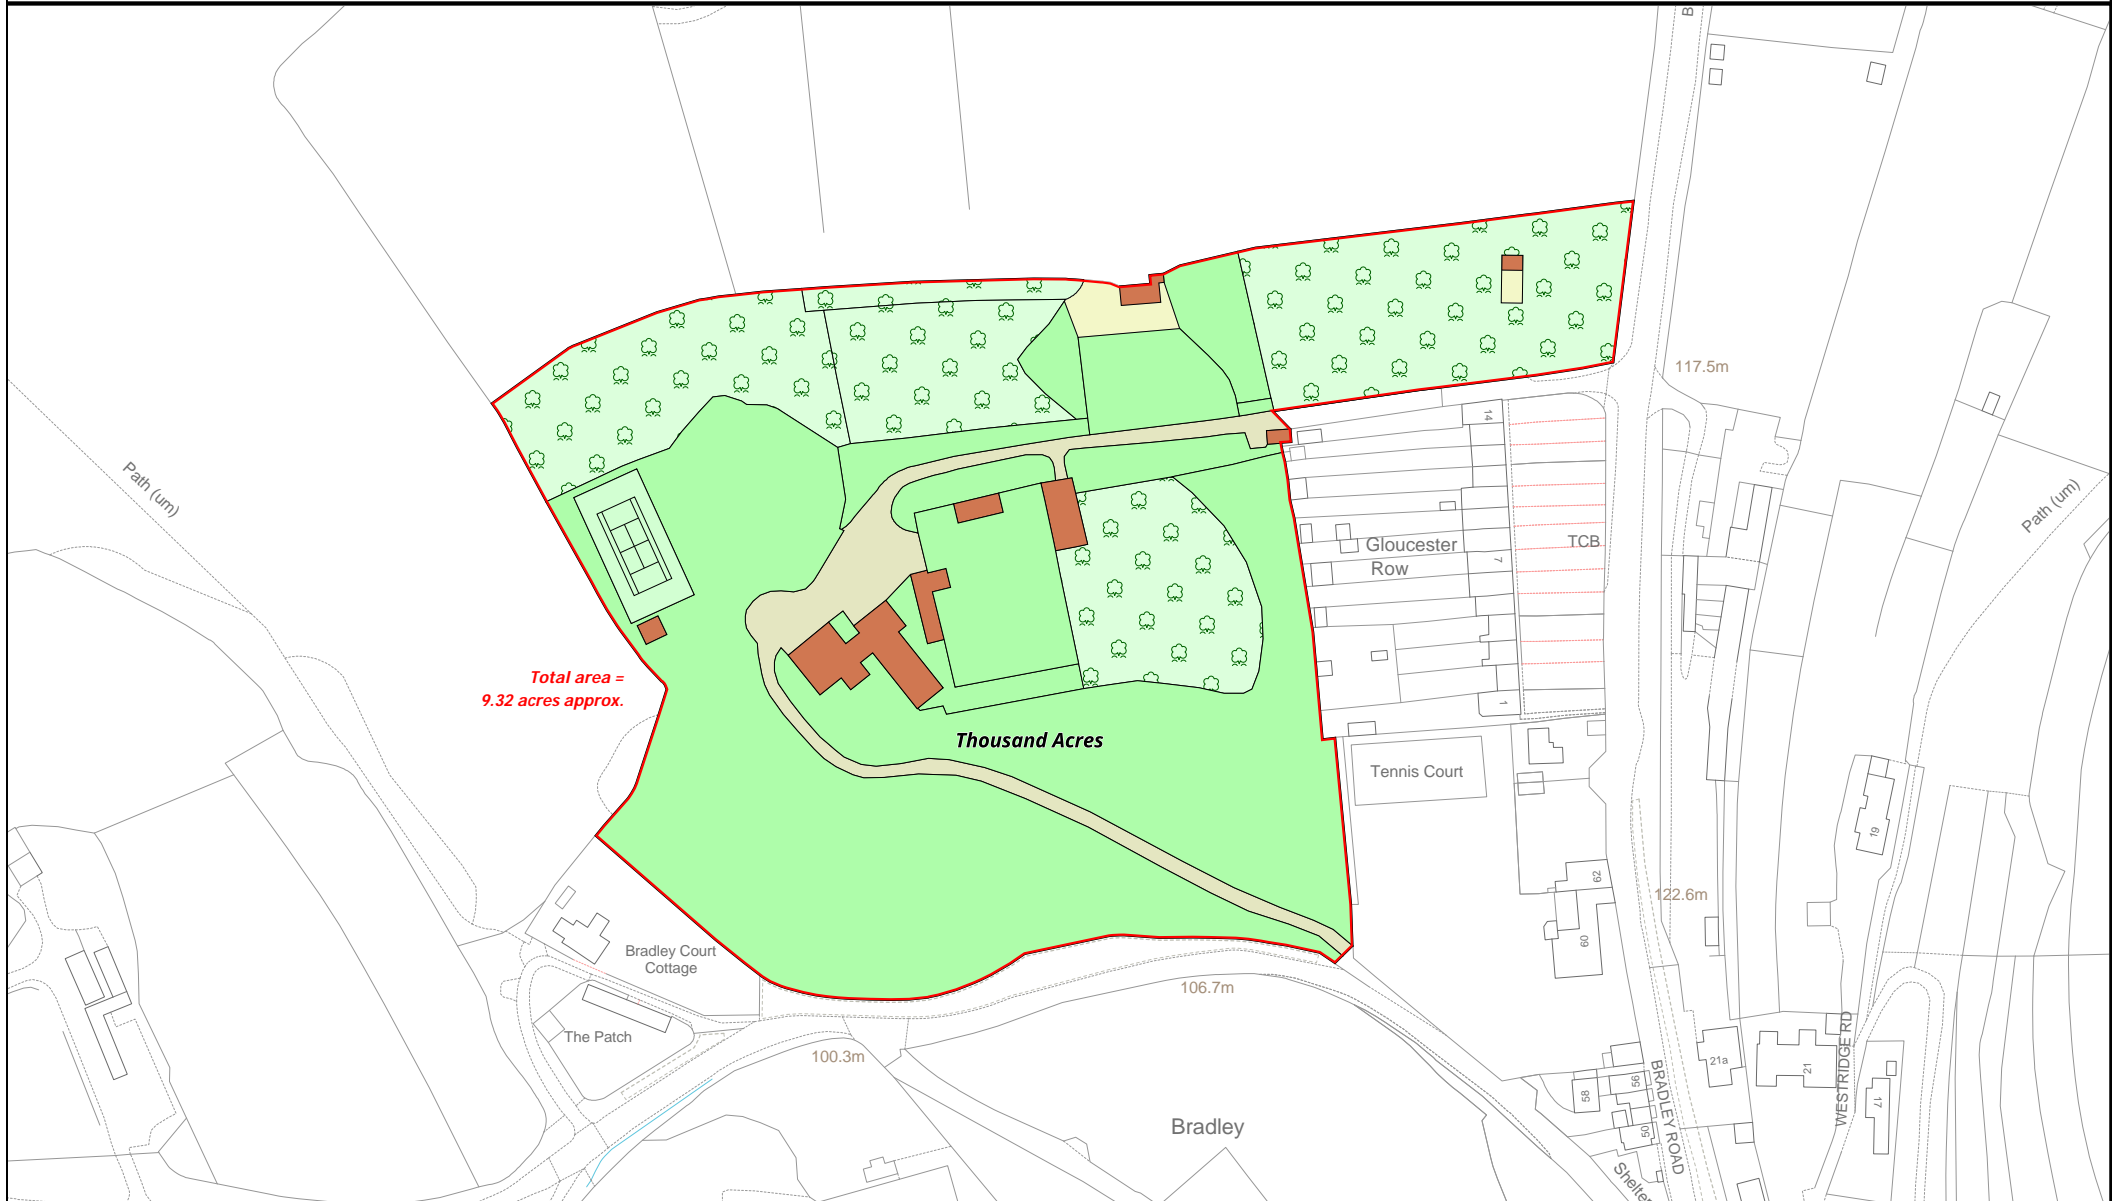 B
117.5m
Path (um)
14
Path (um)
Gloucester
Row
TCB
7
Total area =
9.32 acres approx.
1
Thousand Acres
Tennis Court
19
62
122.6m
60
Bradley Court
Cottage
106.7m
The Patch
100.3m
21a
21
WESTRIDGE RD
BRADLEY ROAD
56
58
17
50
Bradley
Shelter